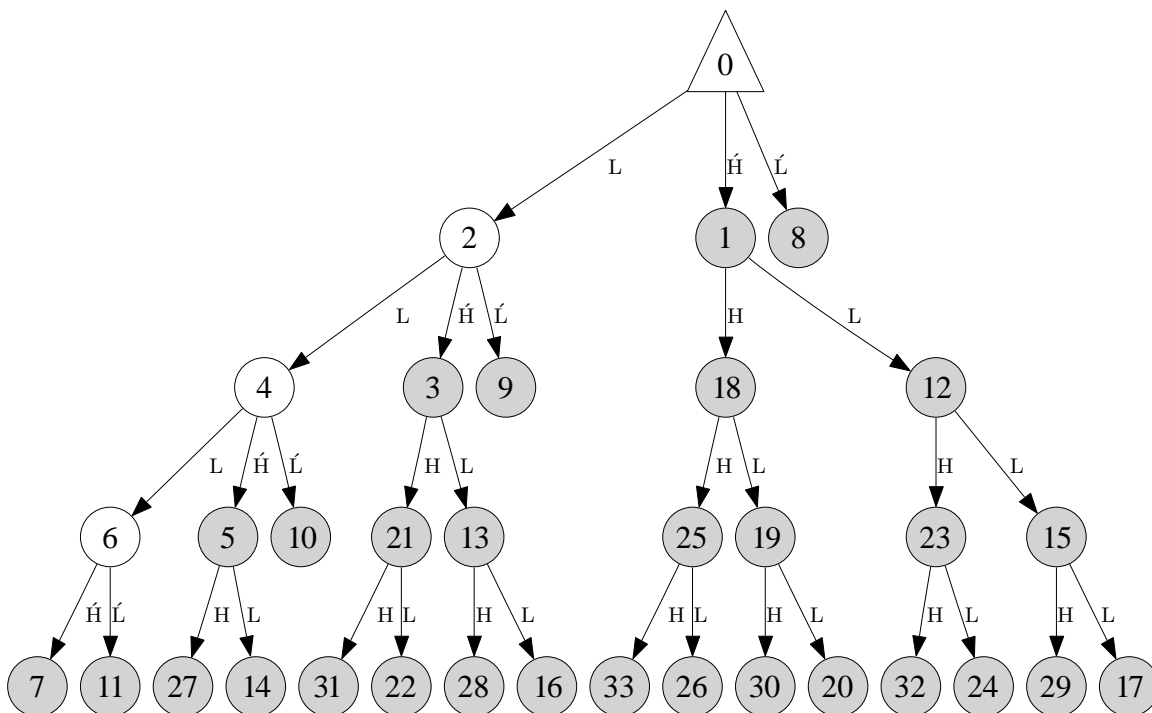 0
L H́ Ĺ
2 1 8
L H́ Ĺ H L
4 3 9 18 12
L H́ Ĺ H L H L H L
6 5 10 21 13 25 19 23 15
H́ Ĺ H L H L H L H L H L H L H L
7 11 27 14 31 22 28 16 33 26 30 20 32 24 29 17